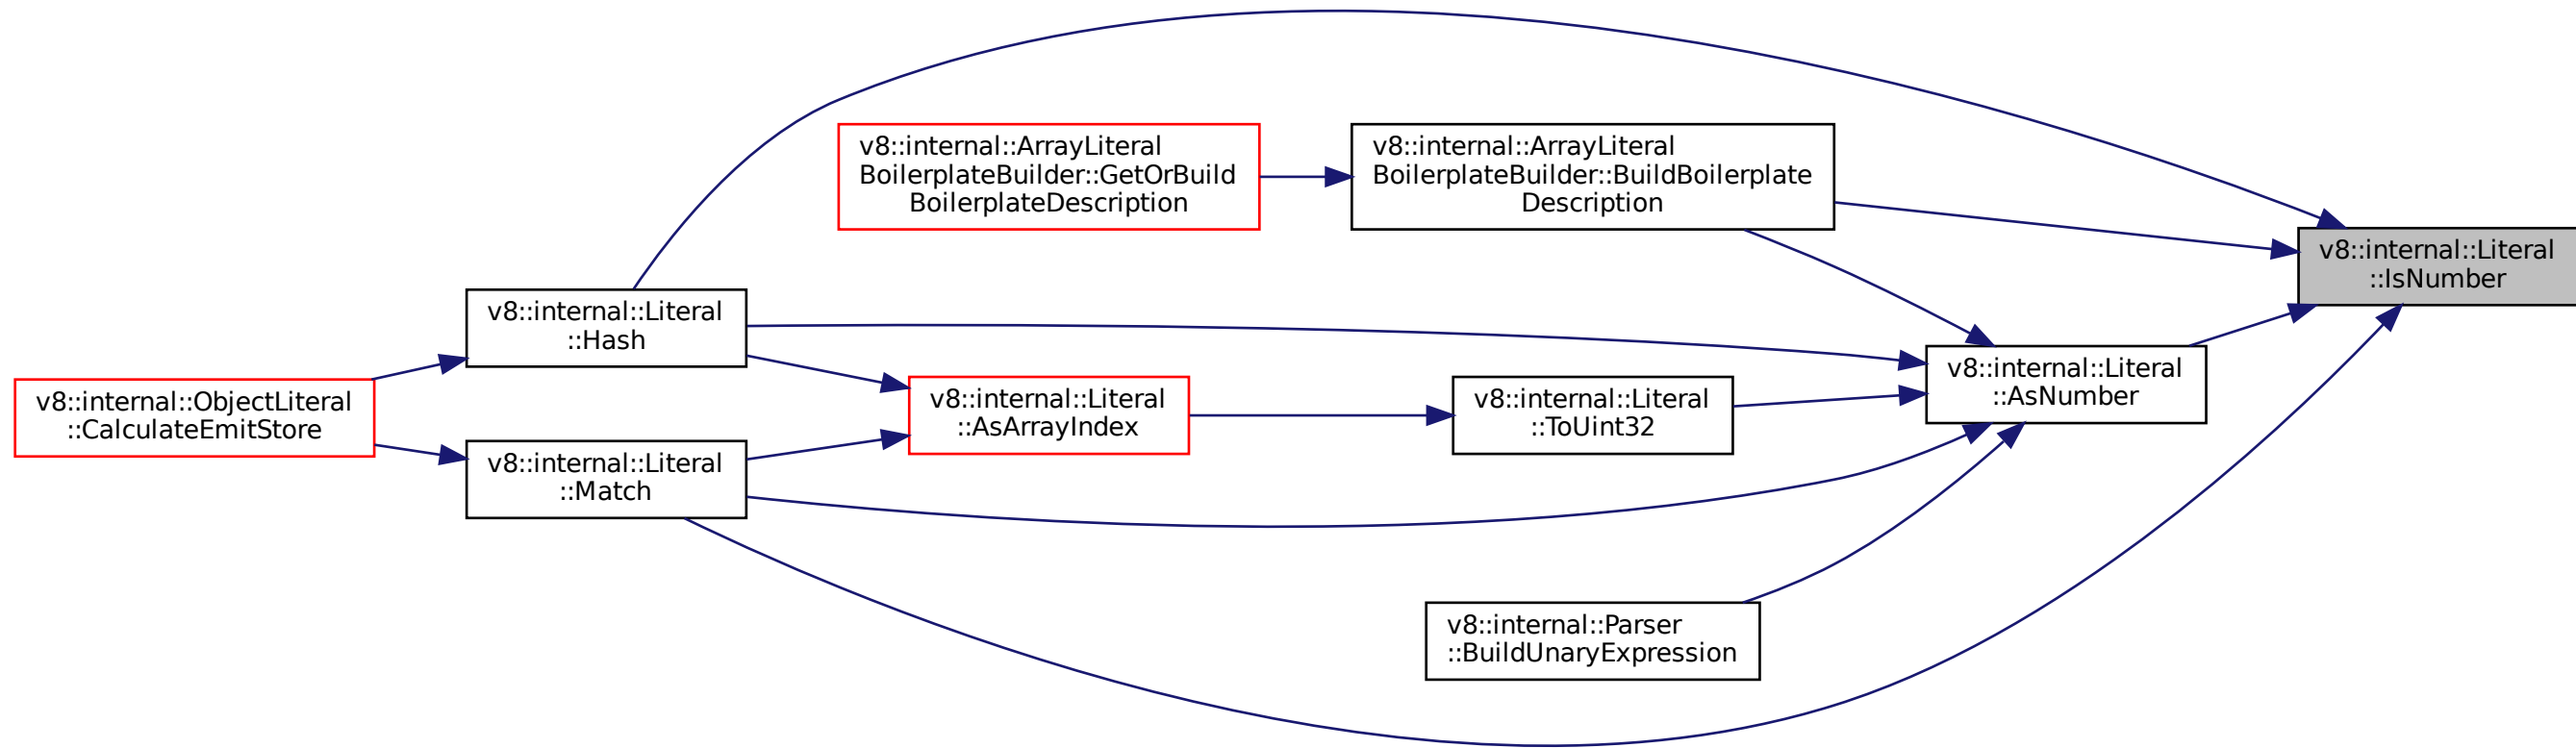 v8::internal::ArrayLiteral
BoilerplateBuilder::GetOrBuild
BoilerplateDescription
v8::internal::ArrayLiteral
BoilerplateBuilder::BuildBoilerplate
Description
v8::internal::Literal
::IsNumber
v8::internal::Literal
::Hash
v8::internal::Literal
::AsNumber
v8::internal::ObjectLiteral
::CalculateEmitStore
v8::internal::Literal
::AsArrayIndex
v8::internal::Literal
::ToUint32
v8::internal::Literal
::Match
v8::internal::Parser
::BuildUnaryExpression